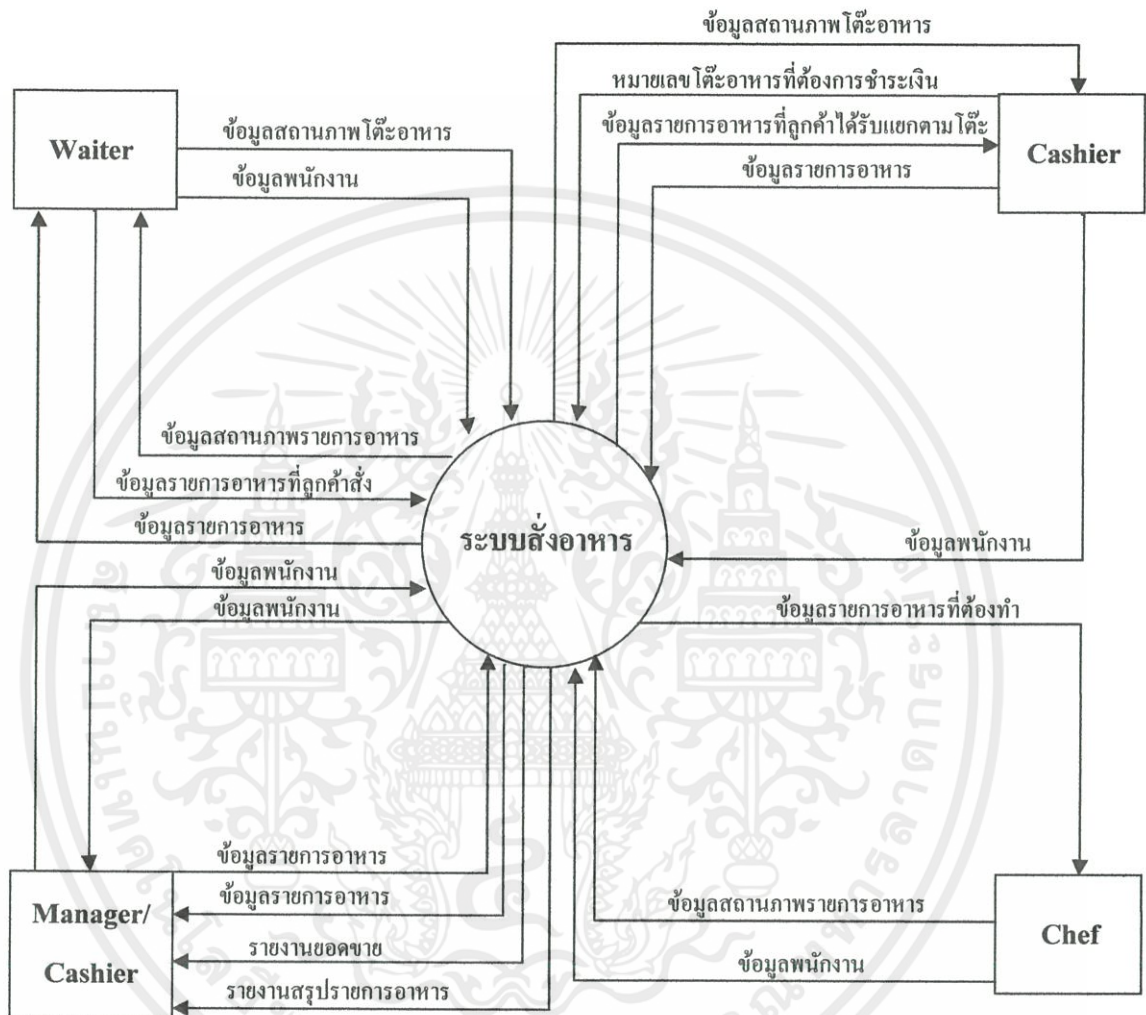 ข้อมูลสถานภาพโต๊ะอาหาร
หมายเลขโต๊ะอาหารที่ต้องการชำระเงิน
Waiter
ข้อมูลสถานภาพโต๊ะอาหาร
ข้อมูลรายการอาหารที่ลูกค้าได้รับแยกตามโต๊ะ
Cashier
ข้อมูลพนักงาน
ข้อมูลรายการอาหาร
ข้อมูลสถานภาพรายการอาหาร
ข้อมูลรายการอาหารที่ลูกค้าสั่ง
ข้อมูลรายการอาหาร
ระบบสั่งอาหาร
ข้อมูลพนักงาน
ข้อมูลพนักงาน
ข้อมูลพนักงาน
ข้อมูลรายการอาหารที่ต้องทำ
ข้อมูลรายการอาหาร
Manager/
Cashier
ข้อมูลรายการอาหาร
รายงานยอดขาย
รายงานสรุปรายการอาหาร
ข้อมูลสถานภาพรายการอาหาร
Chef
ข้อมูลพนักงาน